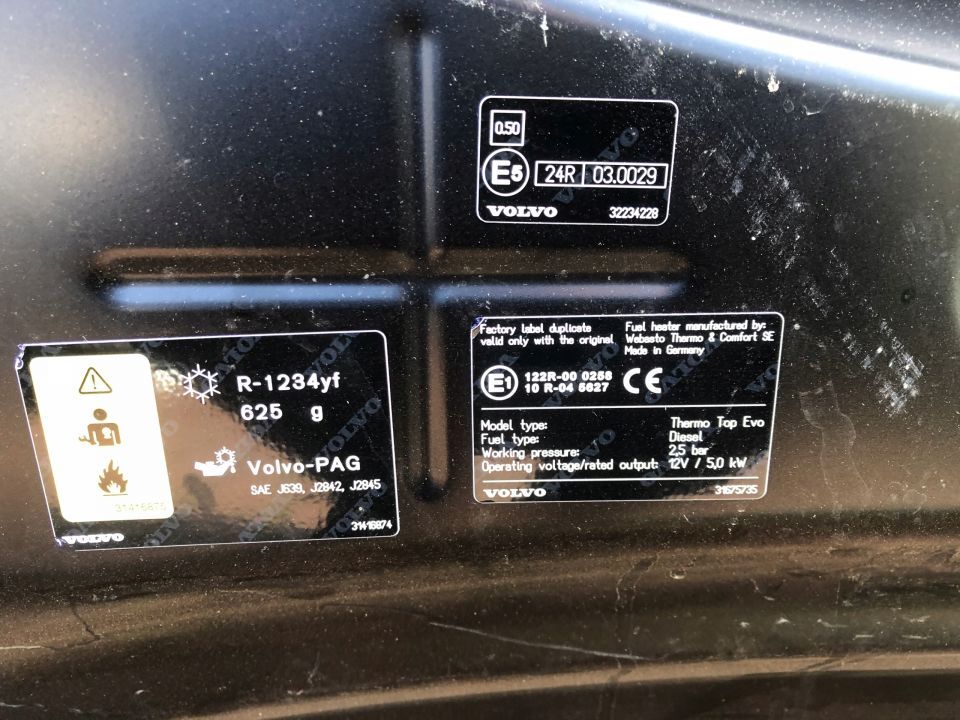 0.50
E5 24R 03.0029
VOLVO 32234228
Factory label duplicate
valid only with the original
Fuel heater manufactured by:
Webasto Thermo & Comfort SE
Made in Germany
E1 122R-00 0258
10 R-04 5627 CE
Model type: Thermo Top Evo
Fuel type: Diesel
Working pressure: 2,5 bar
Operating voltage/rated output: 12V / 5,0 kW
VOLVO 31675735
R-1234yf
625 g
Volvo-PAG
SAE J639, J2842, J2845
31416875
31416874
VOLVO